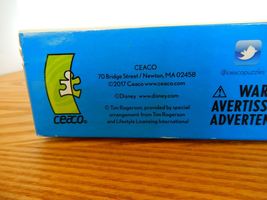 CEACO
70 Bridge Street / Newton, MA 02458
©2017 Ceaco www.ceaco.com
©Disney www.disney.com
© Tim Rogerson, provided by special
arrangement from Tim Rogerson
and Lifestyle Licensing International
ceaco®
@ceacopuzzles
WAR
AVERTISS
ADVERTEN